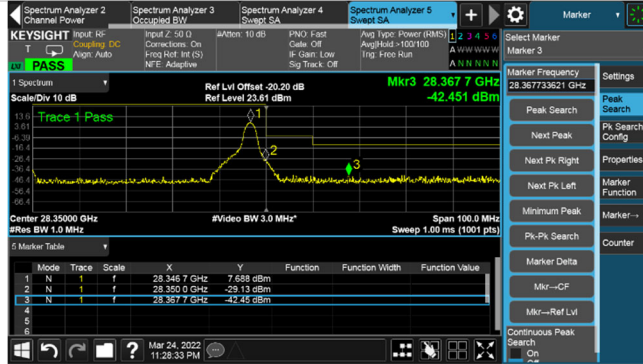 Spectrum Analyzer 2
Channel Power
Spectrum Analyzer 3
Occupied BW
Spectrum Analyzer 4
Swept SA
Spectrum Analyzer 5
Swept SA
Marker
KEYSIGHT
Input: RF
Coupling: DC
Align: Auto
Input Z: 50 Ω
Corrections: On
Freq Ref: Int (S)
NFE: Adaptive
#Atten: 10 dB
PNO: Fast
Gate: Off
IF Gain: Low
Sig Track: Off
Avg Type: Power (RMS)
Avg|Hold:>100/100
Trig: Free Run
1 2 3 4 5 6
A W W W W W
A N N N N N
LXI
PASS
Select Marker
Marker 3
1 Spectrum
Scale/Div 10 dB
Ref Lvl Offset -20.20 dB
Ref Level 23.61 dBm
Mkr3 28.367 7 GHz
-42.451 dBm
Trace 1 Pass
13.6
3.61
-6.39
-16.4
-26.4
-36.4
-46.4
-56.4
-66.4
1
2
3
Center 28.35000 GHz
#Res BW 1.0 MHz
#Video BW 3.0 MHz*
Span 100.0 MHz
Sweep 1.00 ms (1001 pts)
5 Marker Table
Mode Trace Scale X Y Function Function Width Function Value
1 N 1 f 28.346 7 GHz 7.688 dBm
2 N 1 f 28.350 0 GHz -29.13 dBm
3 N 1 f 28.367 7 GHz -42.45 dBm
4
5
6
Mar 24, 2022
11:28:33 PM
Marker Frequency
28.367733621 GHz
Peak Search
Next Peak
Next Pk Right
Next Pk Left
Minimum Peak
Pk-Pk Search
Marker Delta
Mkr→CF
Mkr→Ref Lvl
Continuous Peak
Search
On
Off
Settings
Peak
Search
Pk Search
Config
Properties
Marker
Function
Marker→
Counter